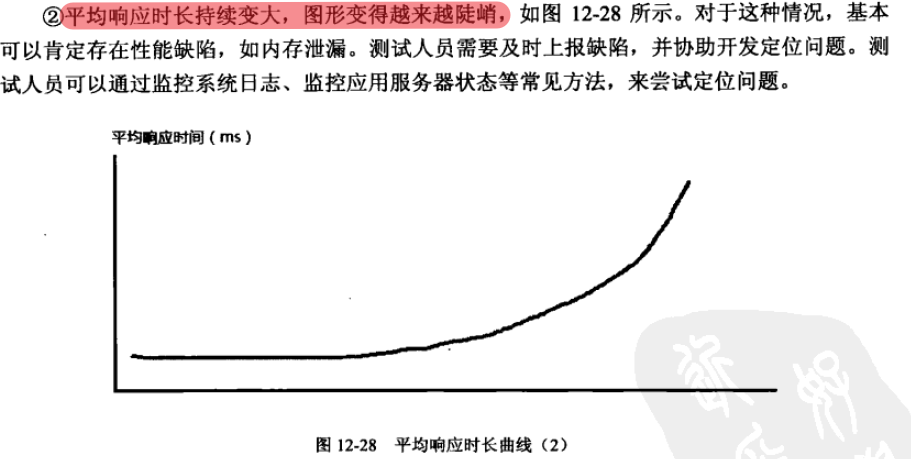 ②平均响应时长持续变大，图形变得越来越陡峭，如图 12-28 所示。对于这种情况，基本
可以肯定存在性能缺陷，如内存泄漏。测试人员需要及时上报缺陷，并协助开发定位问题。测
试人员可以通过监控系统日志、监控应用服务器状态等常见方法，来尝试定位问题。
平均响应时间（ms）
图 12-28 平均响应时长曲线（2）